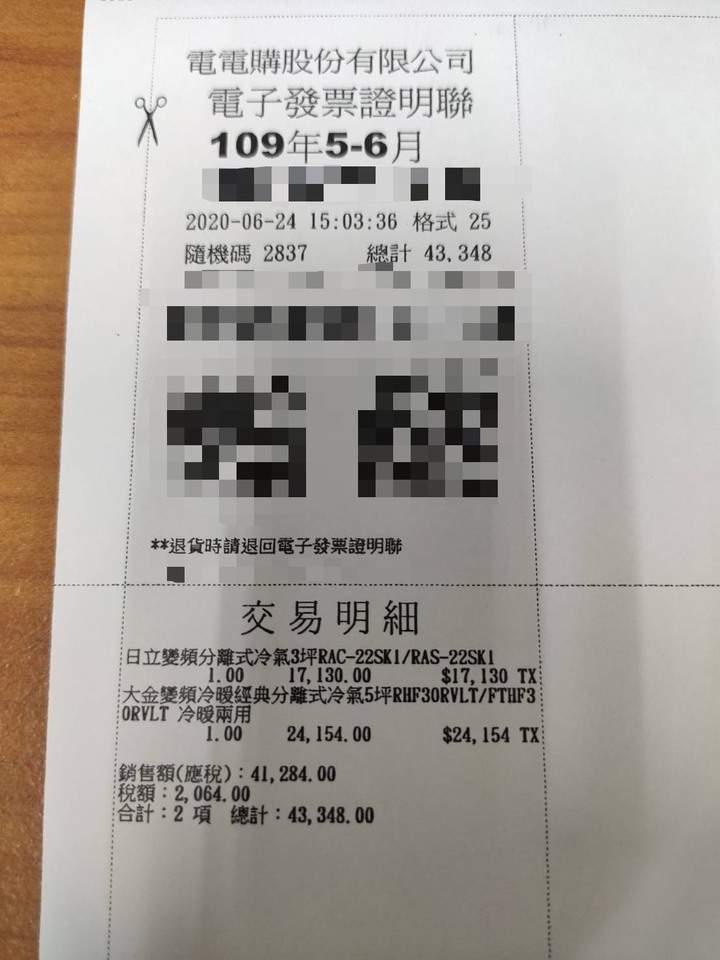 電電購股份有限公司
電子發票證明聯
109年5-6月
2020-06-24 15:03:36 格式 25
隨機碼 2837 總計 43,348
**退貨時請退回電子發票證明聯
交易明細
日立變頻分離式冷氣3坪RAC-22SK1/RAS-22SK1
1.00 17,130.00 $17,130 TX
大金變頻冷暖經典分離式冷氣5坪RHF30RVLT/FTHF3
0RVLT 冷暖兩用
1.00 24,154.00 $24,154 TX
銷售額(應稅):41,284.00
稅額:2,064.00
合計:2 項 總計:43,348.00